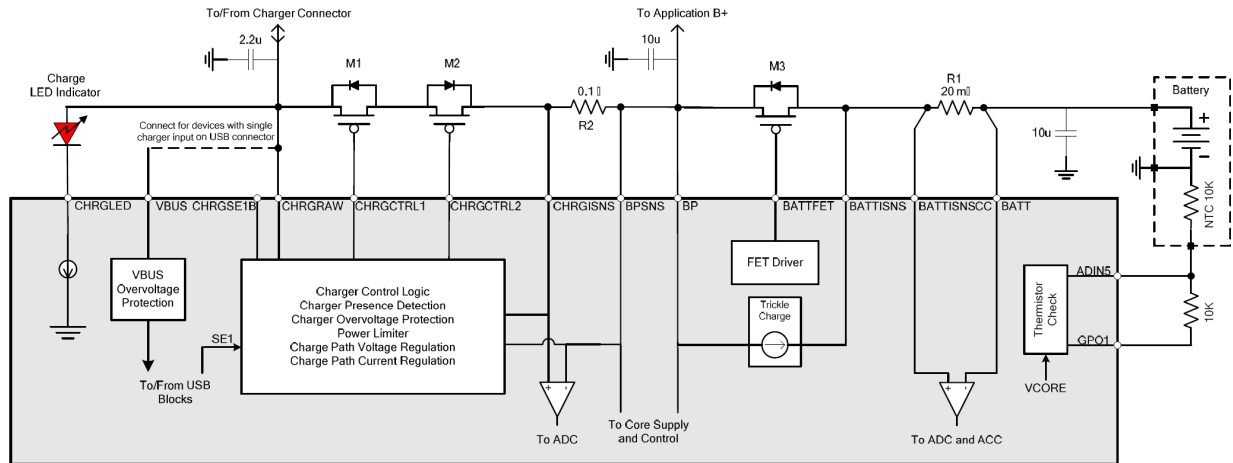 To/From Charger Connector
To Application B+
2.2u
10u
Charge
LED Indicator
M1
M2
M3
0.1▯
R2
R1
20 m▯
Battery
+
-
10u
Connect for devices with single
charger input on USB connector
NTC 10K
CHRGLED
VBUS
CHRGSE1B
CHRGRAW
CHRGCTRL1
CHRGCTRL2
CHRGISNS
BPSNS
BP
BATTFET
BATTISNS
BATTISNSCC
BATT
VBUS
Overvoltage
Protection
Charger Control Logic
Charger Presence Detection
Charger Overvoltage Protection
Power Limiter
Charge Path Voltage Regulation
Charge Path Current Regulation
SE1
FET Driver
Trickle
Charge
Thermistor
Check
ADIN5
10K
GPO1
VCORE
To/From USB
Blocks
+ -
To ADC
To Core Supply
and Control
+ -
To ADC and ACC